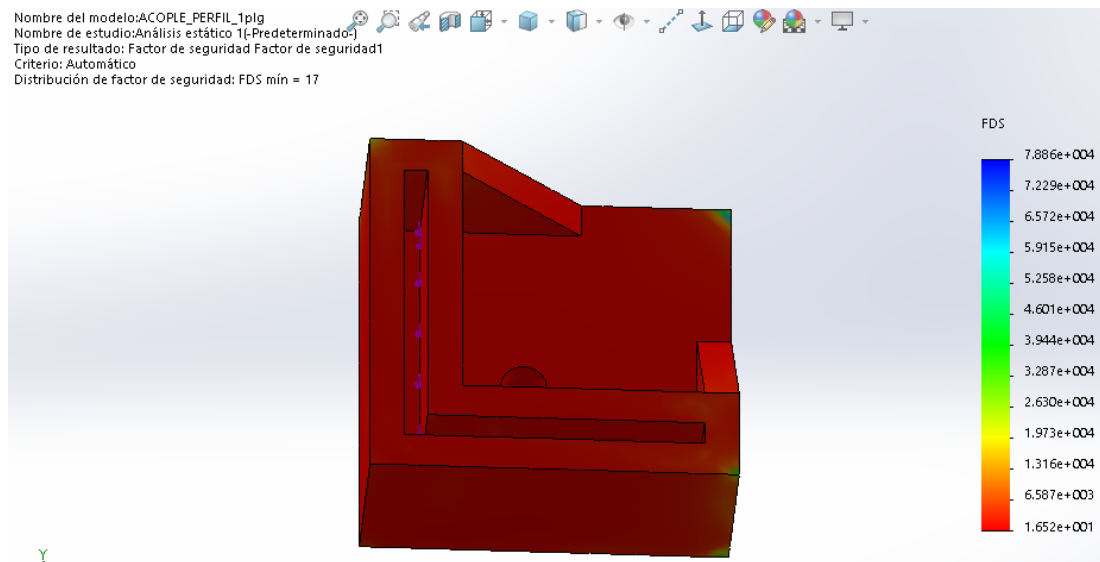 Nombre del modelo:ACOPLE_PERFIL_1plg
Nombre de estudio:Análisis estático 1(-Predeterminado-)
Tipo de resultado: Factor de seguridad Factor de seguridad1
Criterio: Automático
Distribución de factor de seguridad: FDS mín = 17
FDS
7.886e+004
7.229e+004
6.572e+004
5.915e+004
5.258e+004
4.601e+004
3.944e+004
3.287e+004
2.630e+004
1.973e+004
1.316e+004
6.587e+003
1.652e+001
Y